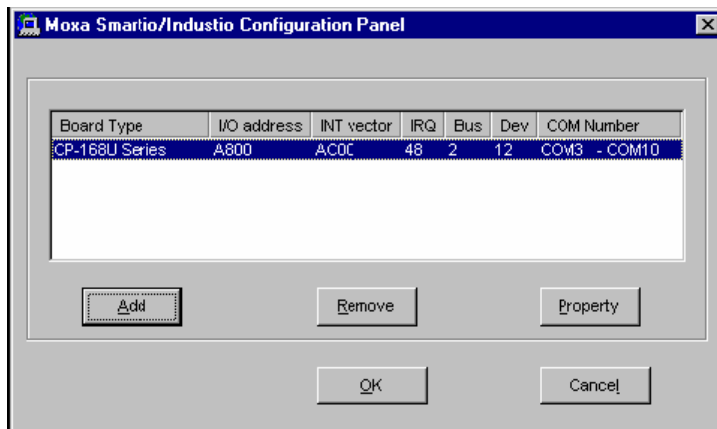 Moxa Smartio/Industio Configuration Panel
Board Type I/O address INT vector IRQ Bus Dev COM Number
CP-168U Series A800 AC00 48 2 12 COM3 - COM10
Add Remove Property
OK Cancel